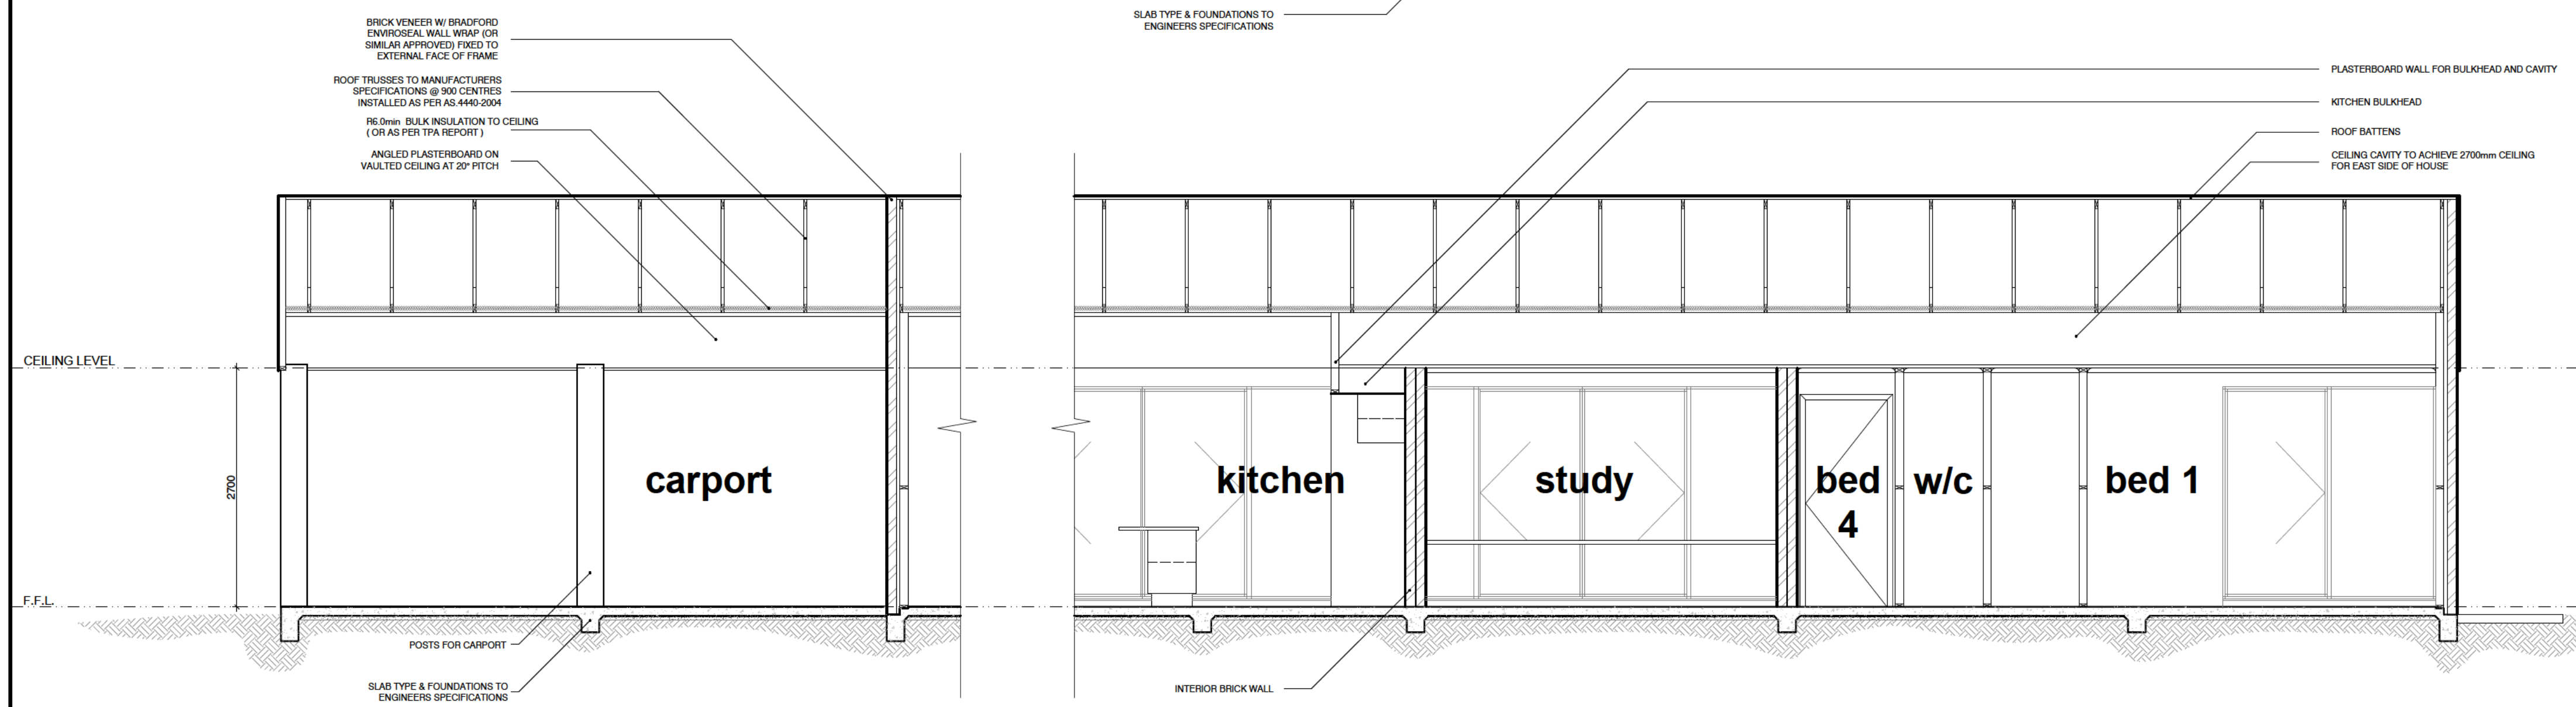 BRICK VENEER W/ BRADFORD
ENVIROSEAL WALL WRAP (OR
SIMILAR APPROVED) FIXED TO
EXTERNAL FACE OF FRAME
ROOF TRUSSES TO MANUFACTURERS
SPECIFICATIONS @ 900 CENTRES
INSTALLED AS PER AS.4440-2004
R6.0min BULK INSULATION TO CEILING
( OR AS PER TPA REPORT )
ANGLED PLASTERBOARD ON
VAULTED CEILING AT 20° PITCH
SLAB TYPE & FOUNDATIONS TO
ENGINEERS SPECIFICATIONS
PLASTERBOARD WALL FOR BULKHEAD AND CAVITY
KITCHEN BULKHEAD
ROOF BATTENS
CEILING CAVITY TO ACHIEVE 2700mm CEILING
FOR EAST SIDE OF HOUSE
CEILING LEVEL
2700
carport
kitchen
study
bed
4
w/c
bed 1
F.F.L.
POSTS FOR CARPORT
SLAB TYPE & FOUNDATIONS TO
ENGINEERS SPECIFICATIONS
INTERIOR BRICK WALL